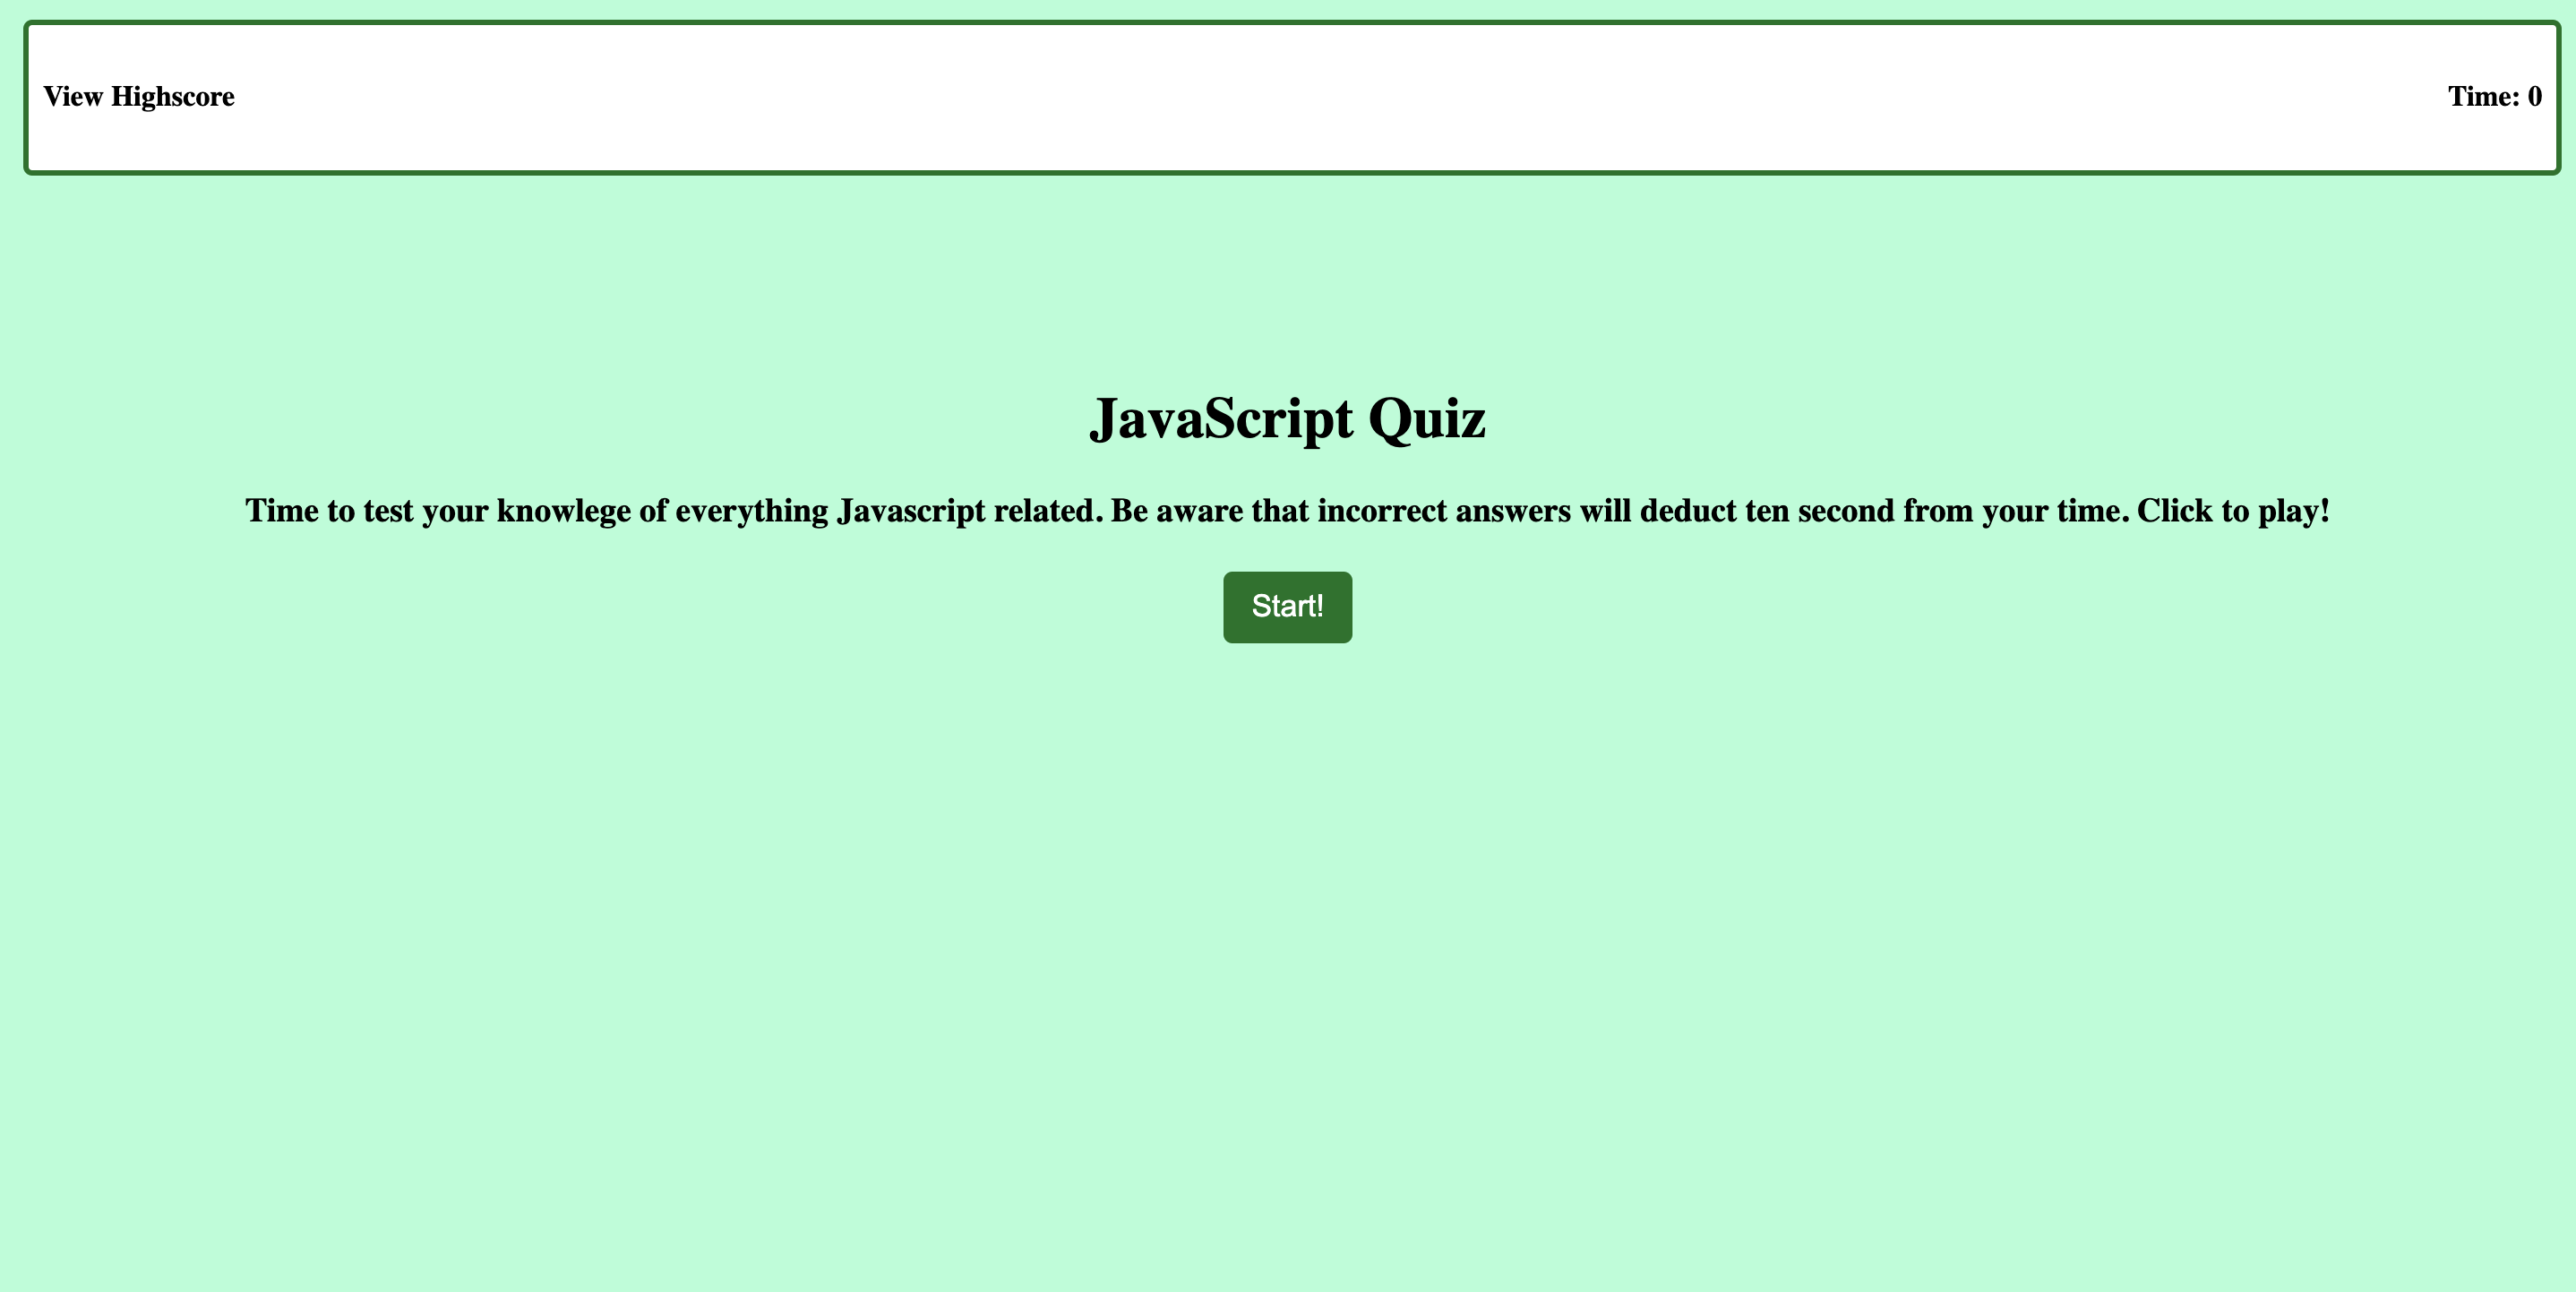 View Highscore
Time: 0
JavaScript Quiz
Time to test your knowlege of everything Javascript related. Be aware that incorrect answers will deduct ten second from your time. Click to play!
Start!